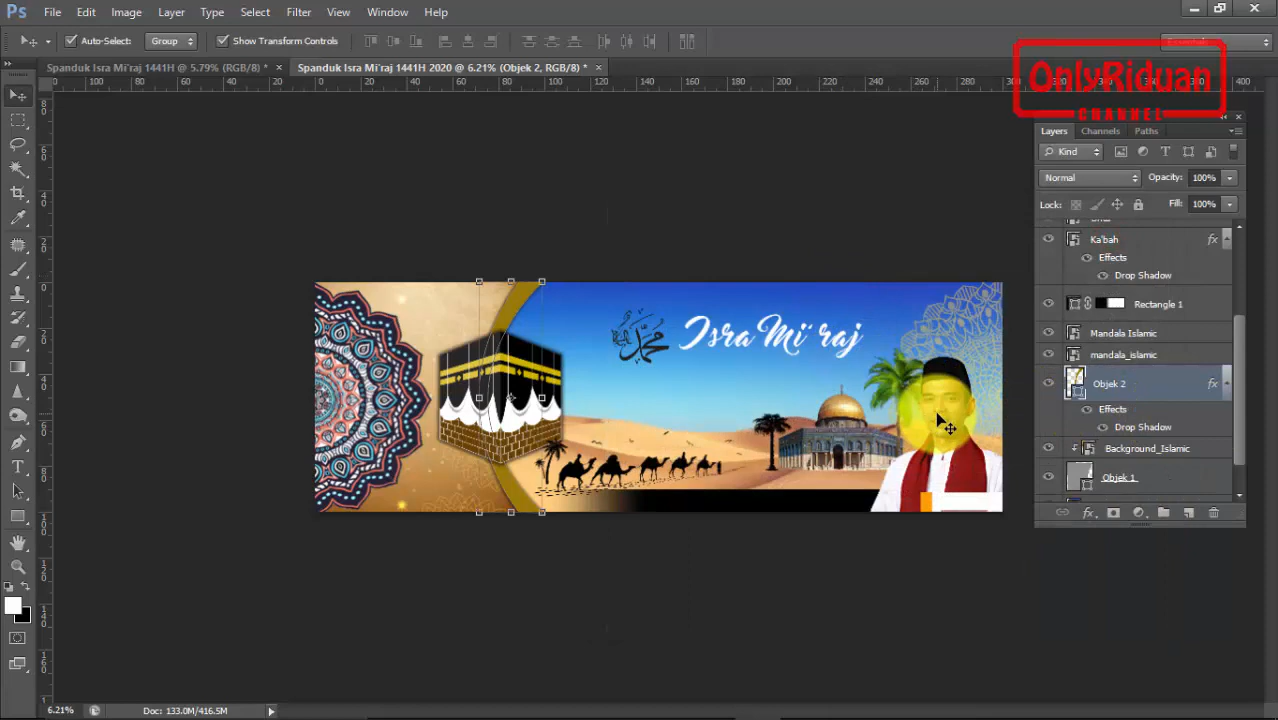 Ps File Edit Image Layer Type Select Filter View Window Help
Auto-Select: Group Show Transform Controls
OnlyRiduan
CHANNEL
Spanduk Isra Mi`raj 1441H @ 5.79% (RGB/8) * × Spanduk Isra Mi`raj 1441H 2020 @ 6.21% (Objek 2, RGB/8) * ×
Layers Channels Paths
Kind
Normal Opacity: 100%
Lock: Fill: 100%
Ka'bah fx
Effects
Drop Shadow
Rectangle 1
Mandala Islamic
mandala_islamic
Objek 2 fx
Effects
Drop Shadow
Background_Islamic
Objek 1
محمد
Isra Mi`raj
6.21% Doc: 133.0M/416.5M